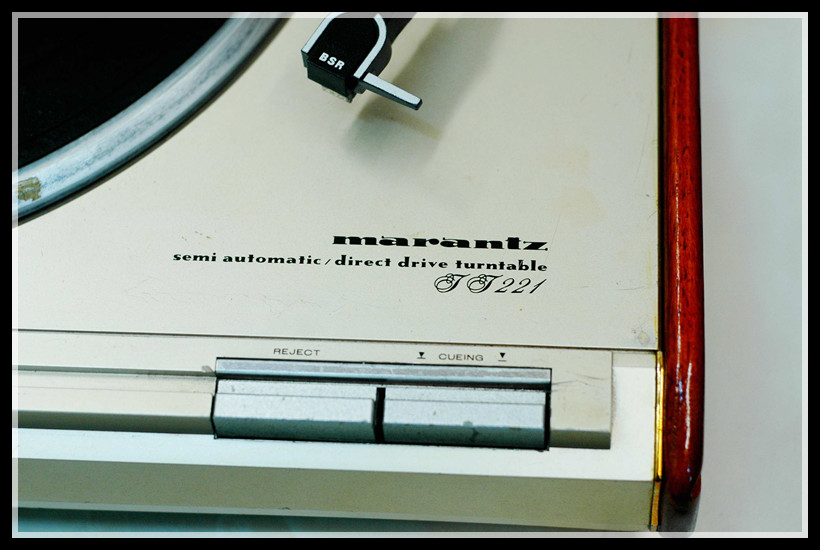 BSR
marantz
semi automatic / direct drive turntable
TT221
REJECT
CUEING